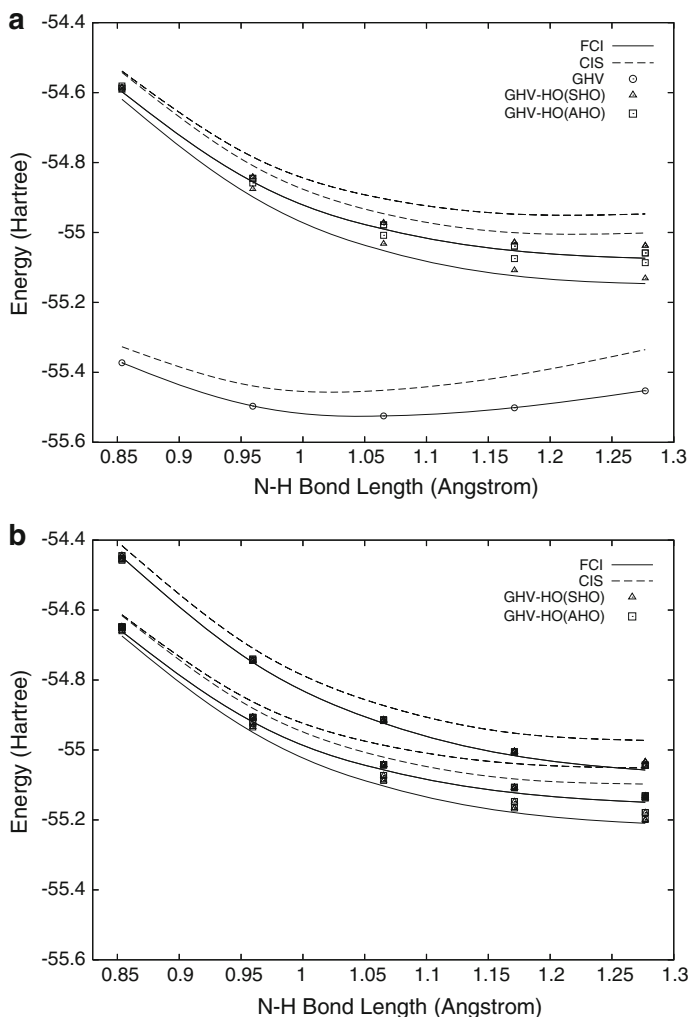 a
-54.4
-54.6
-54.8
-55
-55.2
-55.4
-55.6
Energy (Hartree)
FCI
CIS
GHV
GHV-HO(SHO)
GHV-HO(AHO)
0.85 0.9 0.95 1 1.05 1.1 1.15 1.2 1.25 1.3
N-H Bond Length (Angstrom)
b
-54.4
-54.6
-54.8
-55
-55.2
-55.4
-55.6
Energy (Hartree)
FCI
CIS
GHV-HO(SHO)
GHV-HO(AHO)
0.85 0.9 0.95 1 1.05 1.1 1.15 1.2 1.25 1.3
N-H Bond Length (Angstrom)